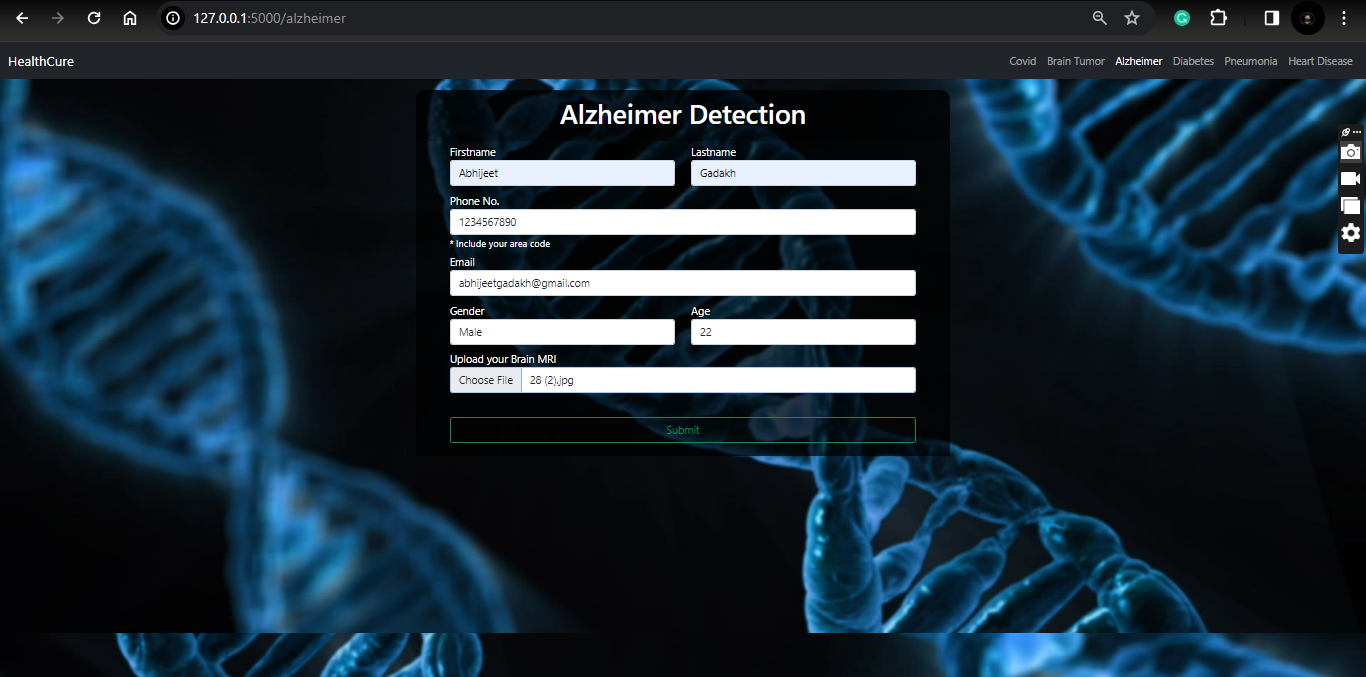 127.0.0.1:5000/alzheimer
HealthCure Covid Brain Tumor Alzheimer Diabetes Pneumonia Heart Disease
Alzheimer Detection
Firstname Lastname
Abhijeet Gadakh
Phone No.
1234567890
* Include your area code
Email
abhijeetgadakh@gmail.com
Gender Age
Male 22
Upload your Brain MRI
Choose File 28 (2).jpg
Submit